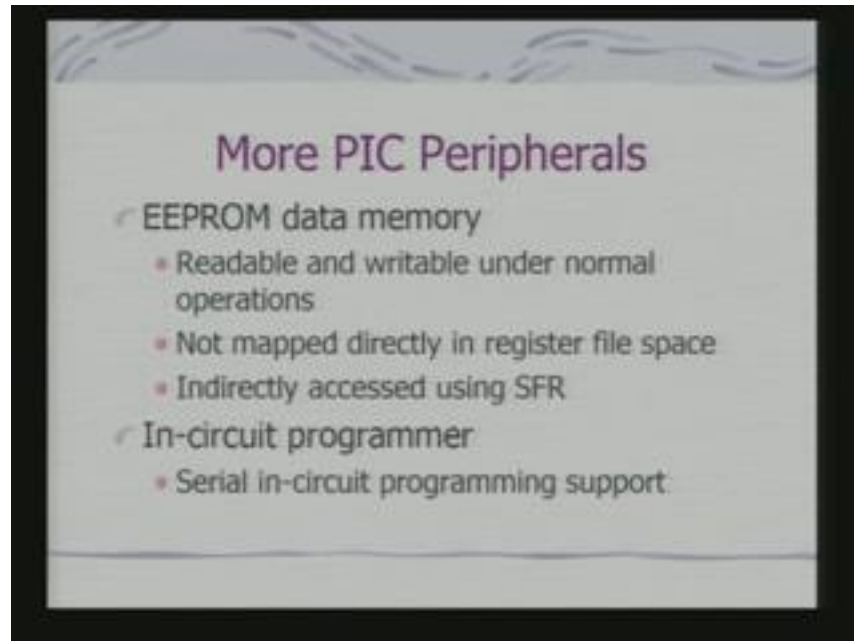 More PIC Peripherals
EEPROM data memory
Readable and writable under normal
operations
Not mapped directly in register file space
Indirectly accessed using SFR
In-circuit programmer
Serial in-circuit programming support